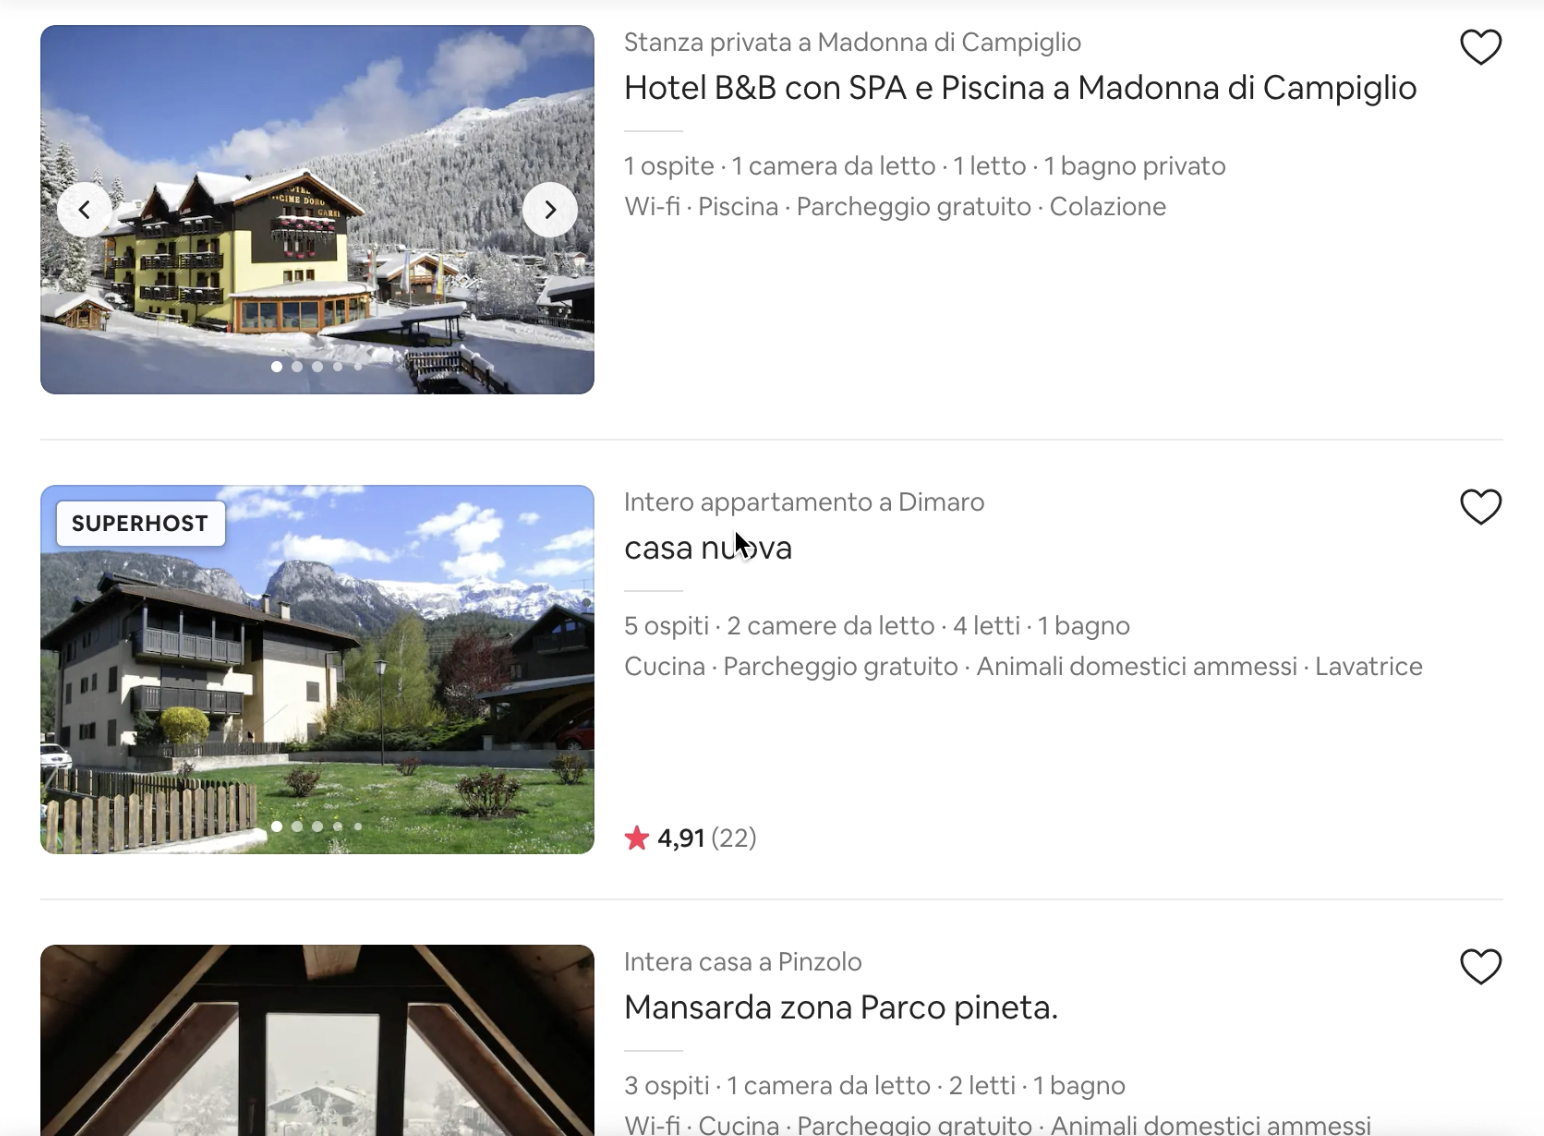 Stanza privata a Madonna di Campiglio
Hotel B&B con SPA e Piscina a Madonna di Campiglio
1 ospite · 1 camera da letto · 1 letto · 1 bagno privato
Wi-fi · Piscina · Parcheggio gratuito · Colazione
SUPERHOST
Intero appartamento a Dimaro
casa nuova
5 ospiti · 2 camere da letto · 4 letti · 1 bagno
Cucina · Parcheggio gratuito · Animali domestici ammessi · Lavatrice
4,91 (22)
Intera casa a Pinzolo
Mansarda zona Parco pineta.
3 ospiti · 1 camera da letto · 2 letti · 1 bagno
Wi-fi · Cucina · Parcheggio gratuito · Animali domestici ammessi